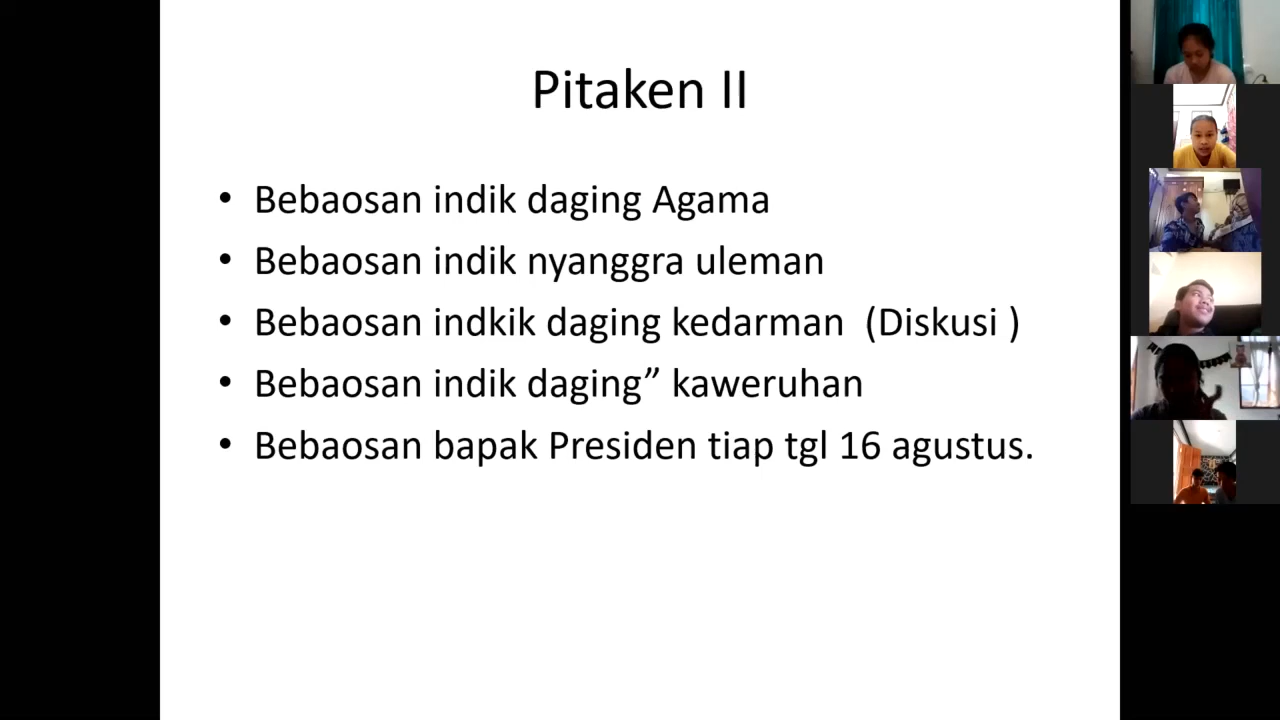 Pitaken II
• Bebaosan indik daging Agama
• Bebaosan indik nyanggra uleman
• Bebaosan indkik daging kedarman (Diskusi )
• Bebaosan indik daging” kaweruhan
• Bebaosan bapak Presiden tiap tgl 16 agustus.